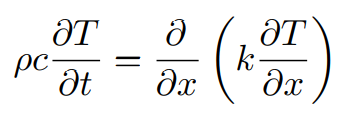 ρc ∂T/∂t = ∂/∂x (k ∂T/∂x)